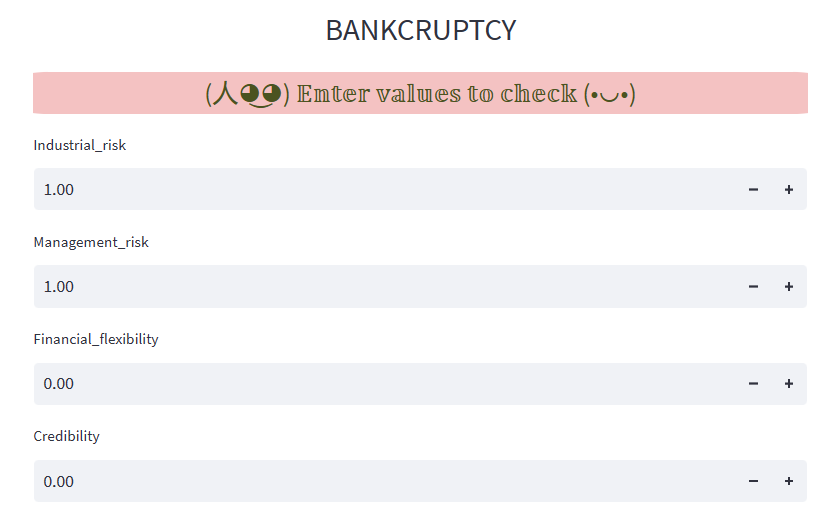 BANKCRUPTCY
(人◕‿◕) 𝔼𝕟𝕥𝕖𝕣 𝕧𝕒𝕝𝕦𝕖𝕤 𝕥𝕠 𝕔𝕙𝕖𝕔𝕜 (•◡•)
Industrial_risk
1.00 − +
Management_risk
1.00 − +
Financial_flexibility
0.00 − +
Credibility
0.00 − +